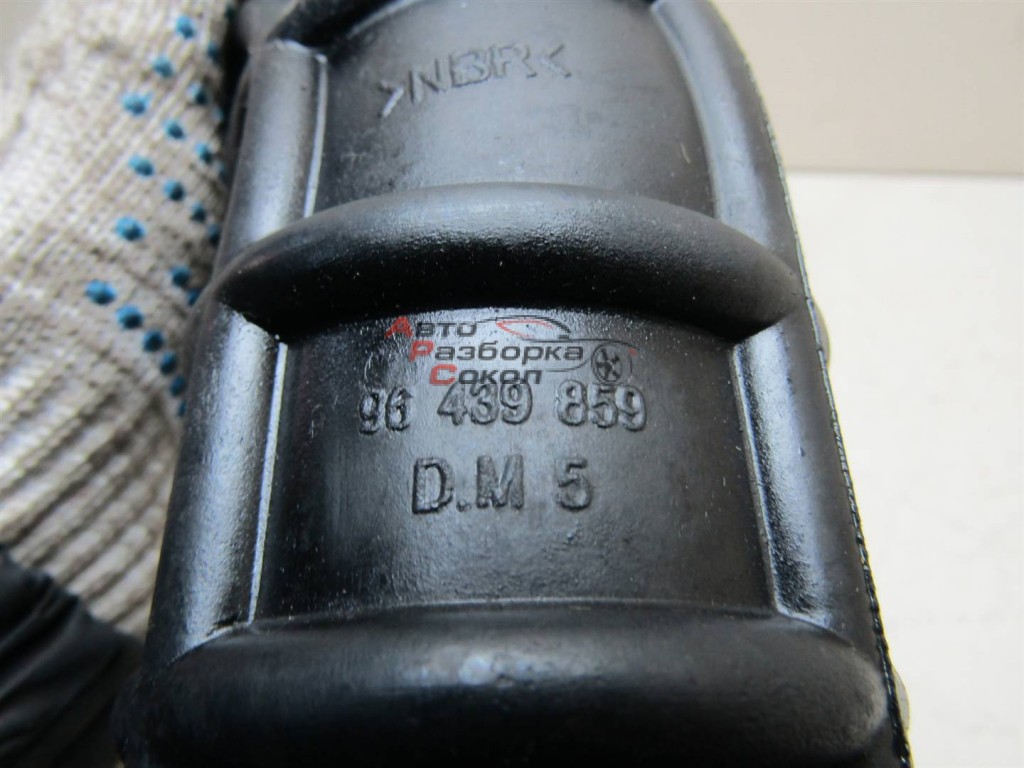 >NBR<
Авто
Разборка
Сокол
96 439 859
D.M 5